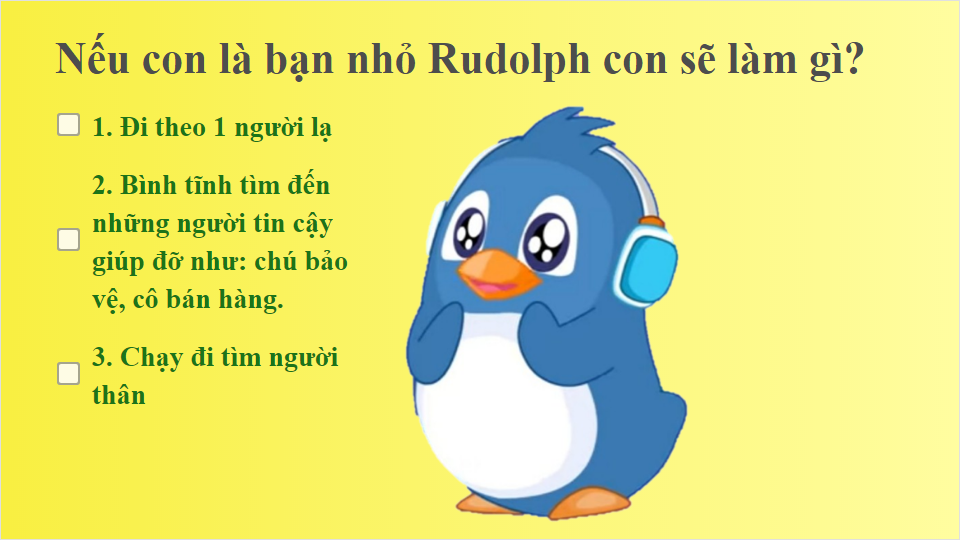 Nếu con là bạn nhỏ Rudolph con sẽ làm gì?
1. Đi theo 1 người lạ
2. Bình tĩnh tìm đến
những người tin cậy
giúp đỡ như: chú bảo
vệ, cô bán hàng.
3. Chạy đi tìm người
thân